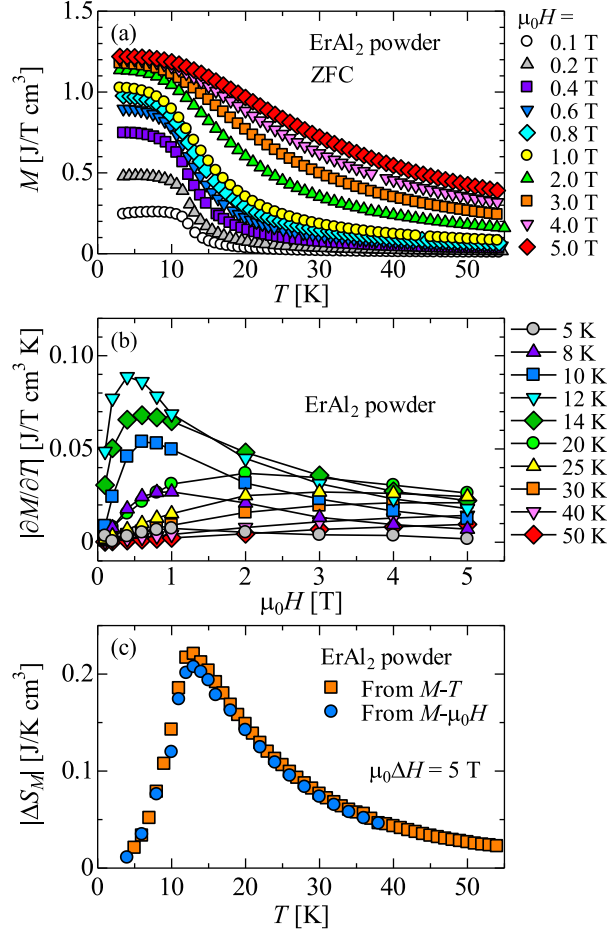 (a)
ErAl₂ powder
ZFC
M [J/T cm³]
1.5
1.0
0.5
0
0 10 20 30 40 50
T [K]
μ₀H =
0.1 T
0.2 T
0.4 T
0.6 T
0.8 T
1.0 T
2.0 T
3.0 T
4.0 T
5.0 T
(b)
ErAl₂ powder
|∂M/∂T| [J/T cm³ K]
0.10
0.05
0
0 1 2 3 4 5
μ₀H [T]
5 K
8 K
10 K
12 K
14 K
20 K
25 K
30 K
40 K
50 K
(c)
ErAl₂ powder
From M-T
From M-μ₀H
μ₀ΔH = 5 T
|ΔS_M| [J/K cm³]
0.2
0.1
0
0 10 20 30 40 50
T [K]